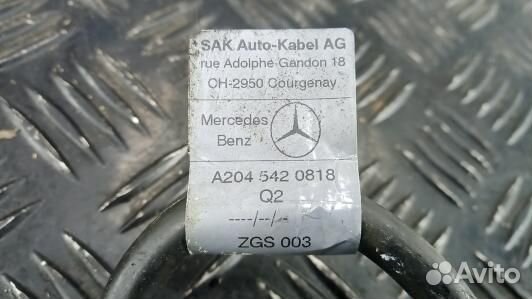 SAK Auto-Kabel AG
rue Adolphe-Gandon 18
CH-2950 Courgenay
Mercedes
Benz
A204 542 0818
Q2
----/--/--
ZGS 003
Avito